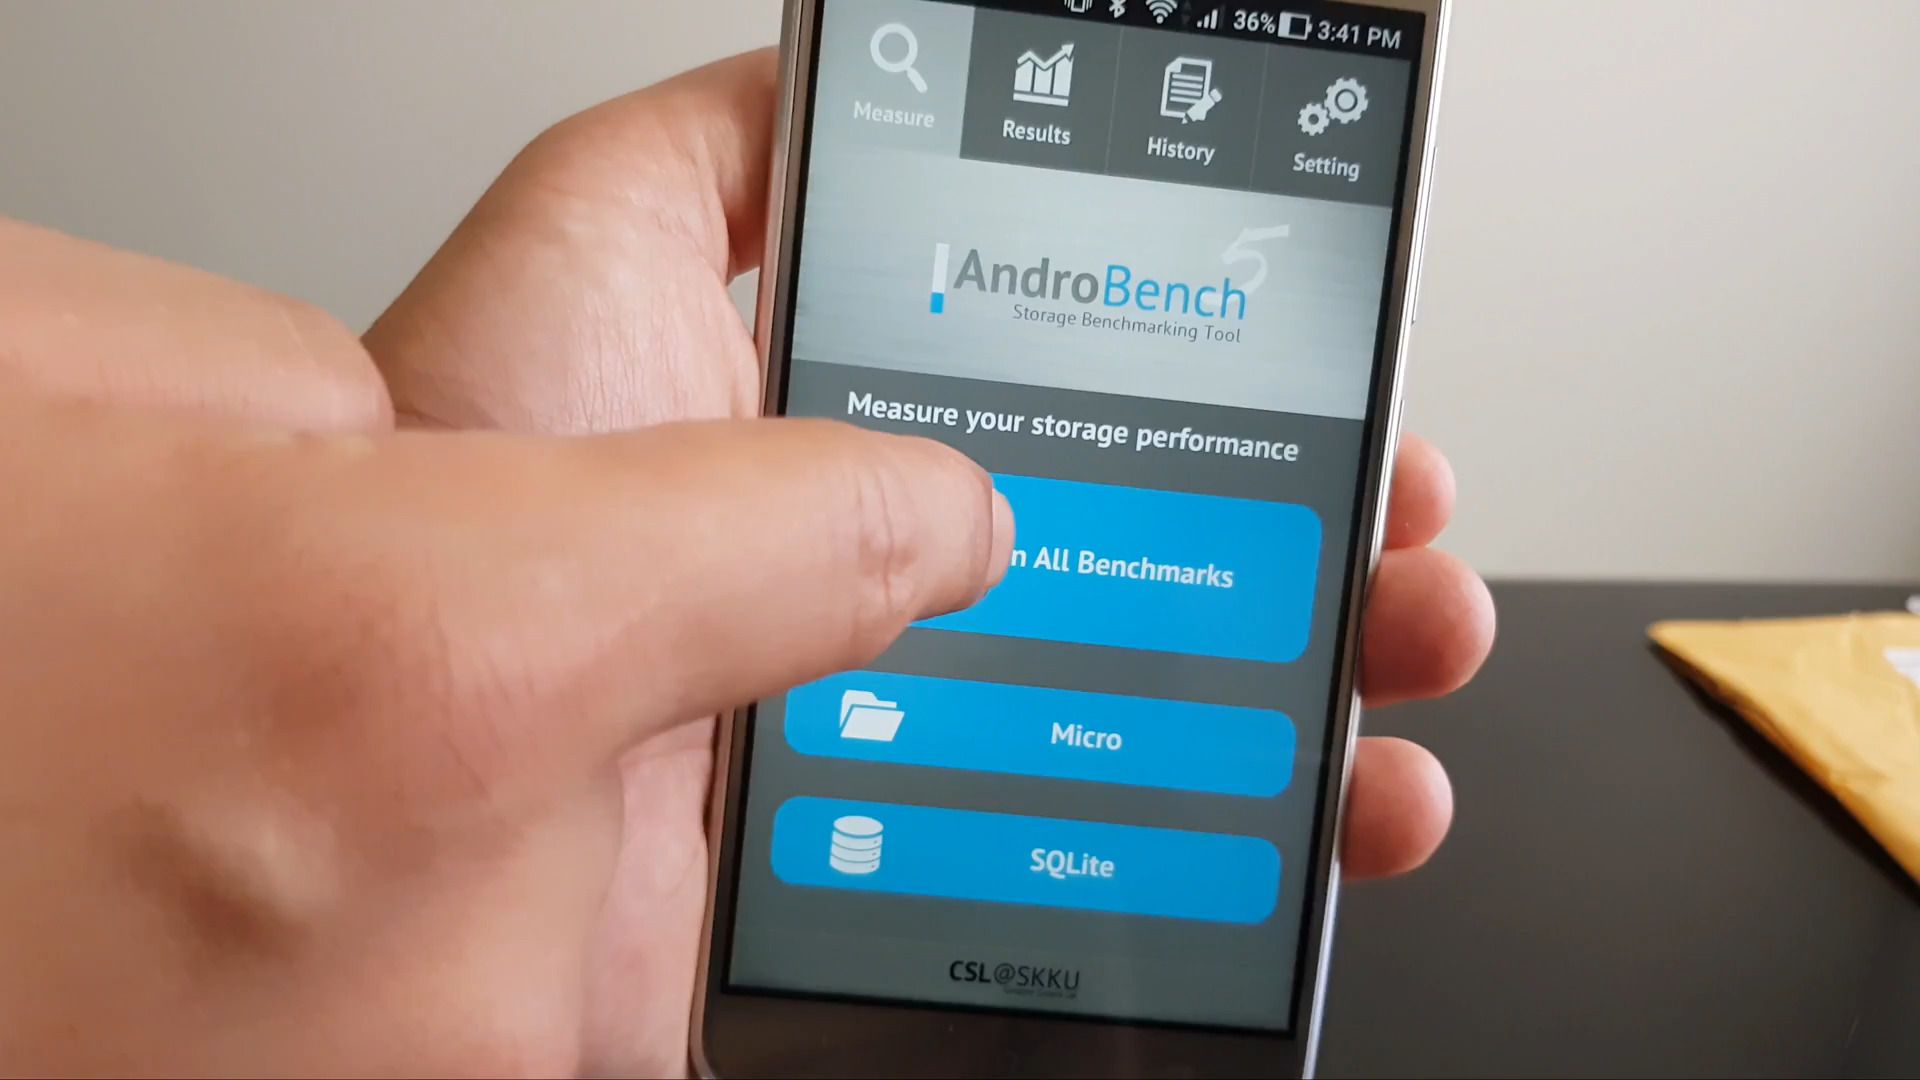 36% 3:41 PM
Measure Results History Setting
AndroBench 5
Storage Benchmarking Tool
Measure your storage performance
n All Benchmarks
Micro
SQLite
CSL@SKKU